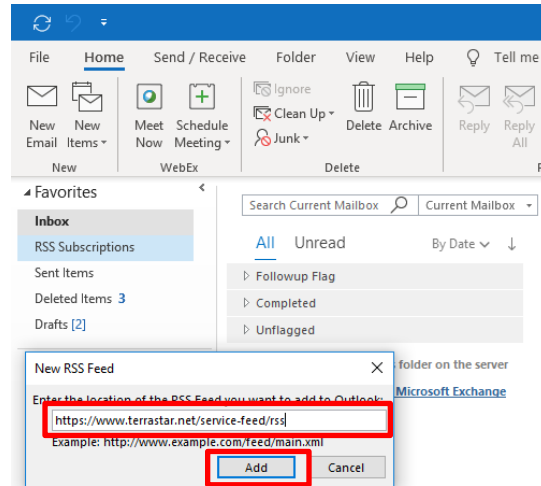 File Home Send / Receive Folder View Help Tell me
New Email
New Items
Meet Now
Schedule Meeting
Ignore
Clean Up
Junk
Delete
Archive
Reply
Reply All
New
WebEx
Delete
Favorites
Inbox
RSS Subscriptions
Sent Items
Deleted Items 3
Drafts [2]
Search Current Mailbox Current Mailbox
All Unread By Date
Followup Flag
Completed
Unflagged
folder on the server
Microsoft Exchange
New RSS Feed
Enter the location of the RSS Feed you want to add to Outlook:
https://www.terrastar.net/service-feed/rss
Example: http://www.example.com/feed/main.xml
Add Cancel